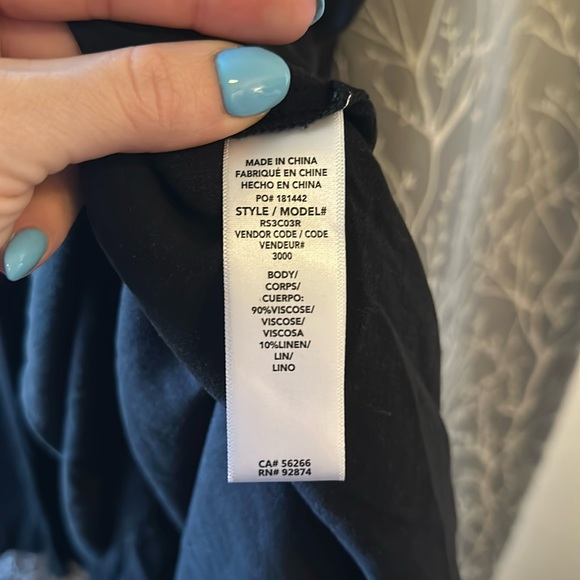 MADE IN CHINA
FABRIQUÉ EN CHINE
HECHO EN CHINA
PO# 181442
STYLE / MODEL#
RS3C03R
VENDOR CODE / CODE
VENDEUR#
3000
BODY/
CORPS/
CUERPO:
90%VISCOSE/
VISCOSE/
VISCOSA
10%LINEN/
LIN/
LINO
CA# 56266
RN# 92874